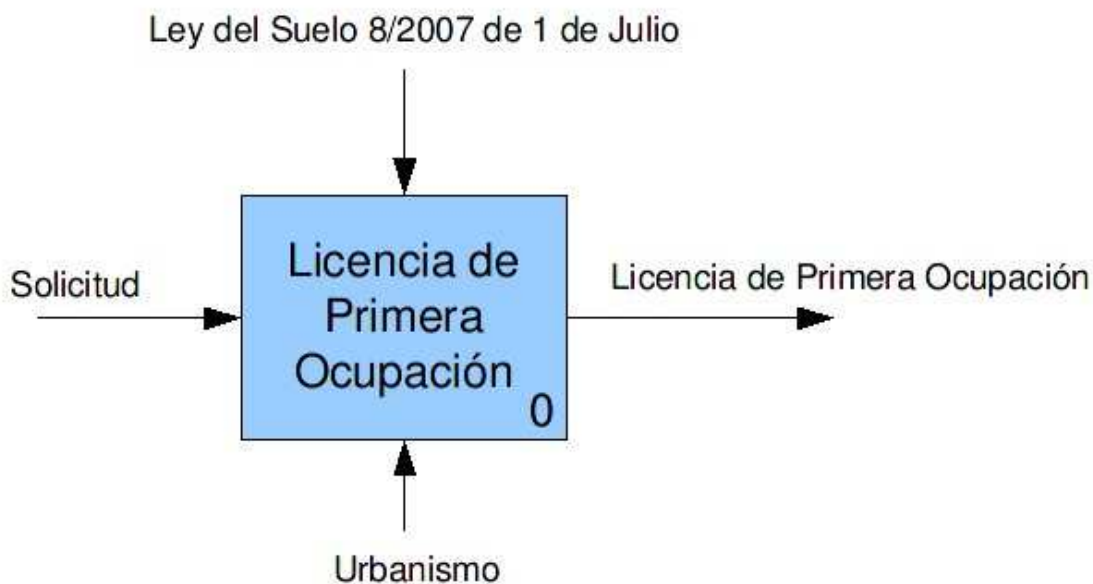 Ley del Suelo 8/2007 de 1 de Julio
Solicitud
Licencia de
Primera
Ocupación
0
Licencia de Primera Ocupación
Urbanismo